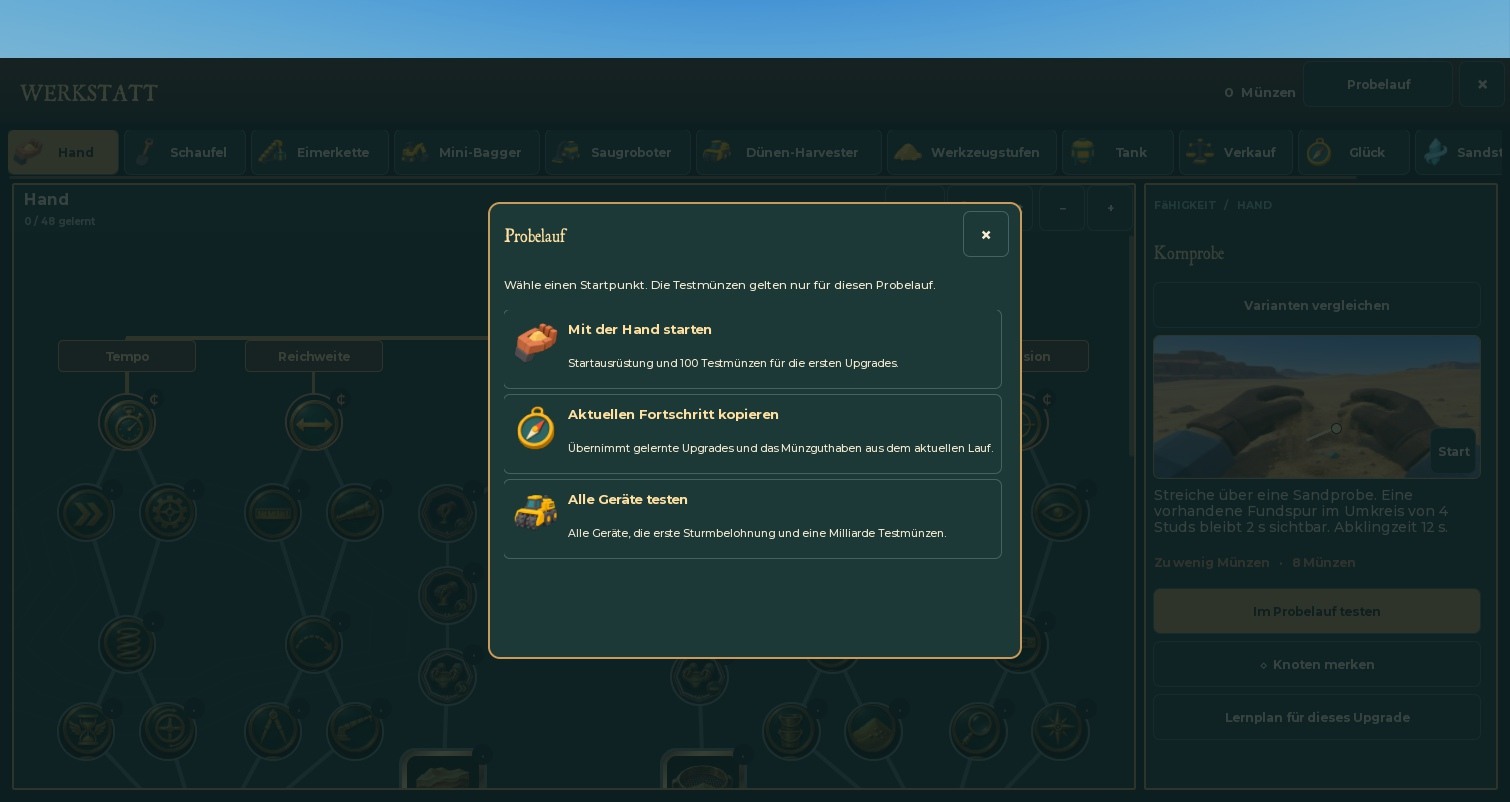 WERKSTATT
0 Münzen
Probelauf
×
Hand
Schaufel
Eimerkette
Mini-Bagger
Saugroboter
Dünen-Harvester
Werkzeugstufen
Tank
Verkauf
Glück
Sandst
Hand
0 / 48 gelernt
–
+
Tempo
Reichweite
sion
¢
¢
¢
Probelauf
×
Wähle einen Startpunkt. Die Testmünzen gelten nur für diesen Probelauf.
Mit der Hand starten
Startausrüstung und 100 Testmünzen für die ersten Upgrades.
Aktuellen Fortschritt kopieren
Übernimmt gelernte Upgrades und das Münzguthaben aus dem aktuellen Lauf.
Alle Geräte testen
Alle Geräte, die erste Sturmbelohnung und eine Milliarde Testmünzen.
FäHIGKEIT / HAND
Kornprobe
Varianten vergleichen
Start
Streiche über eine Sandprobe. Eine
vorhandene Fundspur im Umkreis von 4
Studs bleibt 2 s sichtbar. Abklingzeit 12 s.
Zu wenig Münzen · 8 Münzen
Im Probelauf testen
◇ Knoten merken
Lernplan für dieses Upgrade